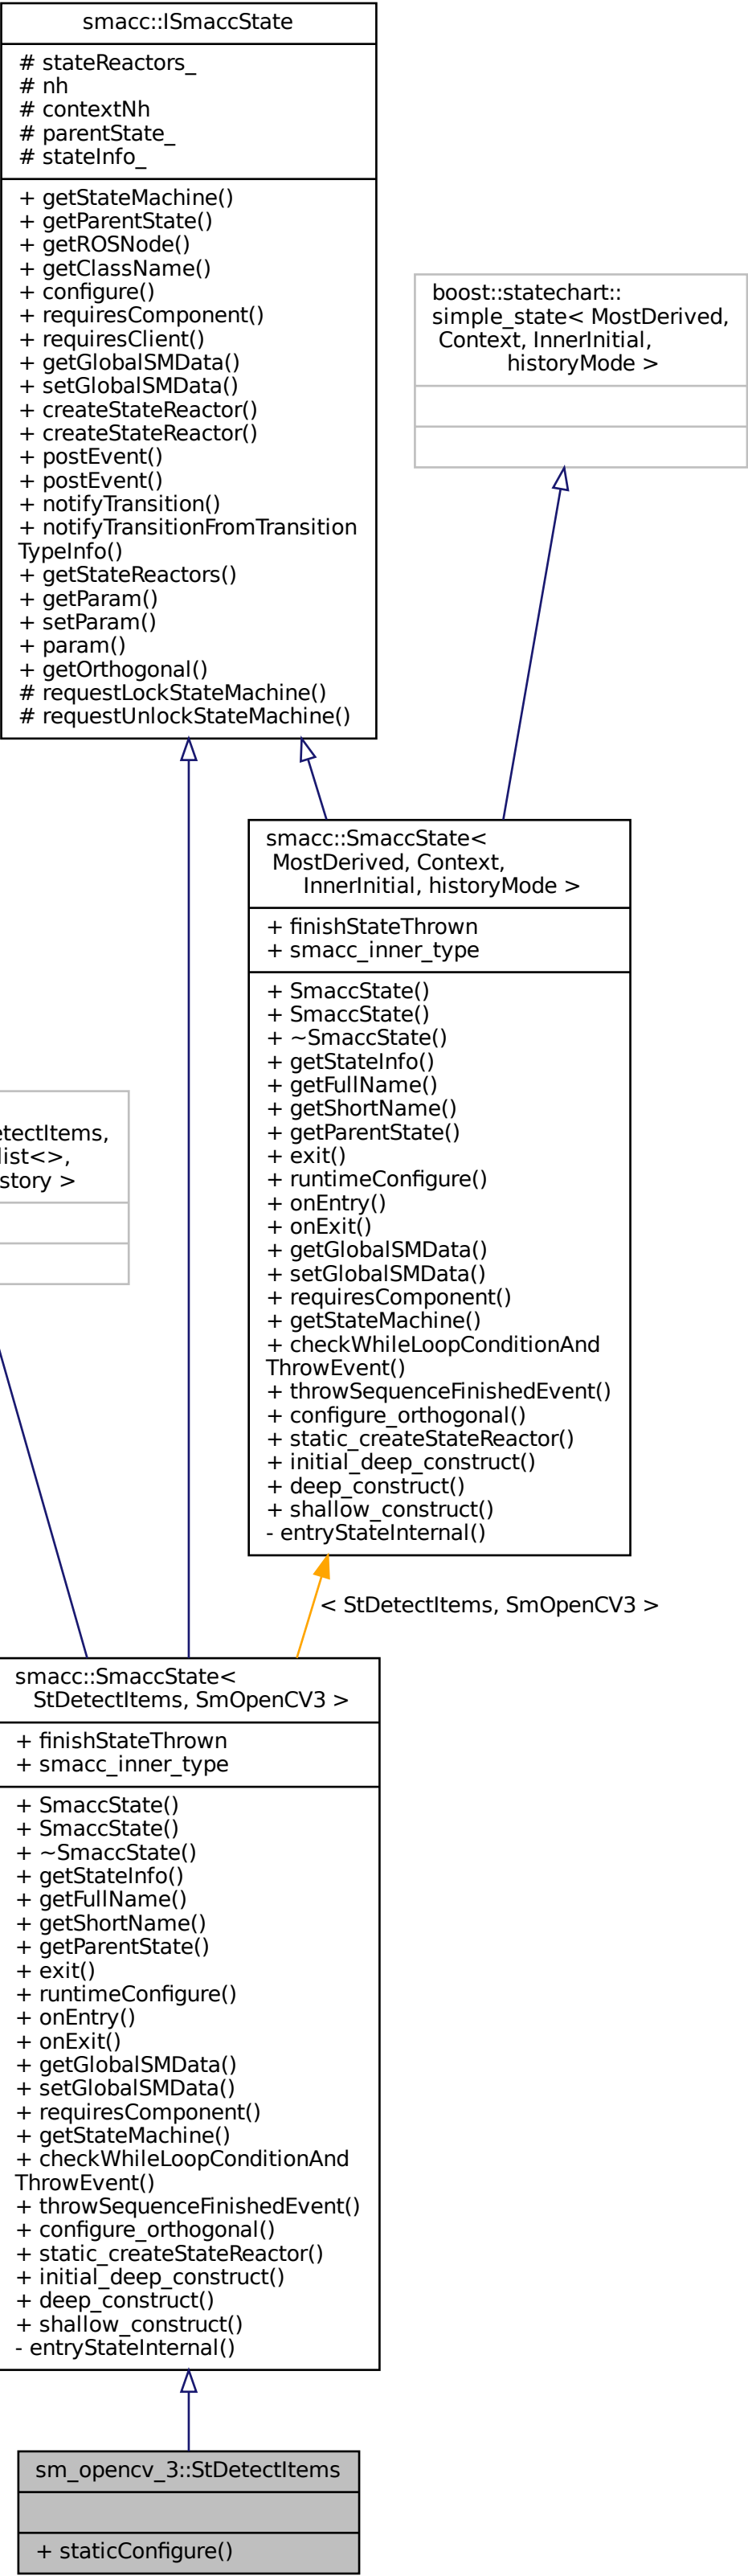 smacc::ISmaccState
# stateReactors_
# nh
# contextNh
# parentState_
# stateInfo_
+ getStateMachine()
+ getParentState()
+ getROSNode()
+ getClassName()
+ configure()
+ requiresComponent()
+ requiresClient()
+ getGlobalSMData()
+ setGlobalSMData()
+ createStateReactor()
+ createStateReactor()
+ postEvent()
+ postEvent()
+ notifyTransition()
+ notifyTransitionFromTransition
TypeInfo()
+ getStateReactors()
+ getParam()
+ setParam()
+ param()
+ getOrthogonal()
# requestLockStateMachine()
# requestUnlockStateMachine()
boost::statechart::
simple_state< MostDerived,
Context, InnerInitial,
historyMode >
smacc::SmaccState<
MostDerived, Context,
InnerInitial, historyMode >
+ finishStateThrown
+ smacc_inner_type
+ SmaccState()
+ SmaccState()
+ ~SmaccState()
+ getStateInfo()
+ getFullName()
+ getShortName()
+ getParentState()
+ exit()
+ runtimeConfigure()
+ onEntry()
+ onExit()
+ getGlobalSMData()
+ setGlobalSMData()
+ requiresComponent()
+ getStateMachine()
+ checkWhileLoopConditionAnd
ThrowEvent()
+ throwSequenceFinishedEvent()
+ configure_orthogonal()
+ static_createStateReactor()
+ initial_deep_construct()
+ deep_construct()
+ shallow_construct()
- entryStateInternal()
etectItems,
list<>,
story >
< StDetectItems, SmOpenCV3 >
smacc::SmaccState<
StDetectItems, SmOpenCV3 >
+ finishStateThrown
+ smacc_inner_type
+ SmaccState()
+ SmaccState()
+ ~SmaccState()
+ getStateInfo()
+ getFullName()
+ getShortName()
+ getParentState()
+ exit()
+ runtimeConfigure()
+ onEntry()
+ onExit()
+ getGlobalSMData()
+ setGlobalSMData()
+ requiresComponent()
+ getStateMachine()
+ checkWhileLoopConditionAnd
ThrowEvent()
+ throwSequenceFinishedEvent()
+ configure_orthogonal()
+ static_createStateReactor()
+ initial_deep_construct()
+ deep_construct()
+ shallow_construct()
- entryStateInternal()
sm_opencv_3::StDetectItems
+ staticConfigure()